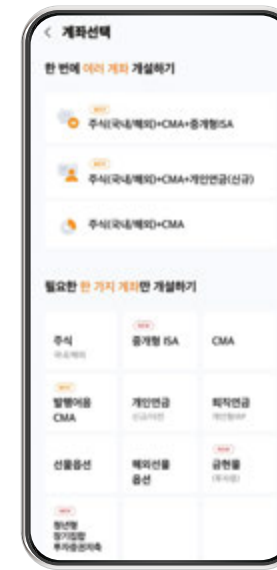 < 계좌선택
한 번에 여러 계좌 개설하기
주식(국내/해외)+CMA+중개형ISA
주식(국내/해외)+CMA+개인연금(신규)
주식(국내/해외)+CMA
필요한 한 가지 계좌만 개설하기
주식
국내/해외
중개형 ISA
CMA
발행어음
CMA
개인연금
퇴직연금
선물옵션
해외선물
옵션
금현물
청년형
장기집합
투자증권저축